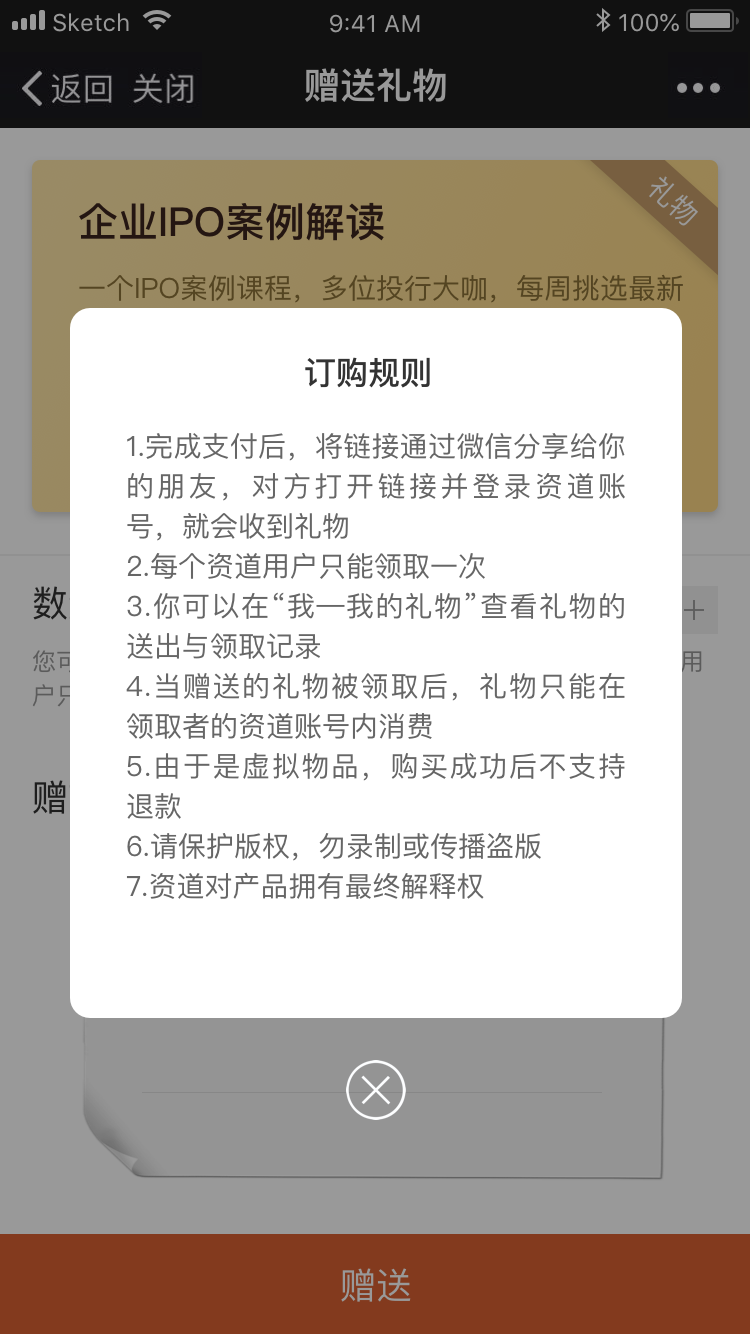 Sketch 9:41 AM 100%
返回 关闭 赠送礼物
礼物
企业IPO案例解读
一个IPO案例课程，多位投行大咖，每周挑选最新
订购规则
1.完成支付后，将链接通过微信分享给你
的朋友，对方打开链接并登录资道账
号，就会收到礼物
2.每个资道用户只能领取一次
3.你可以在“我—我的礼物”查看礼物的
送出与领取记录
4.当赠送的礼物被领取后，礼物只能在
领取者的资道账号内消费
5.由于是虚拟物品，购买成功后不支持
退款
6.请保护版权，勿录制或传播盗版
7.资道对产品拥有最终解释权
数
您可 用
户只
赠
赠送